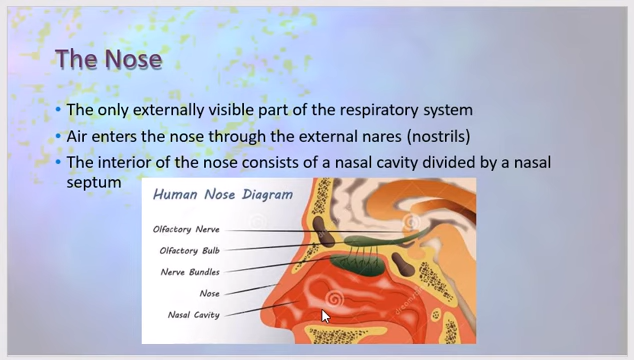 The Nose
• The only externally visible part of the respiratory system
• Air enters the nose through the external nares (nostrils)
• The interior of the nose consists of a nasal cavity divided by a nasal
septum
Human Nose Diagram
Olfactory Nerve
Olfactory Bulb
Nerve Bundles
Nose
Nasal Cavity